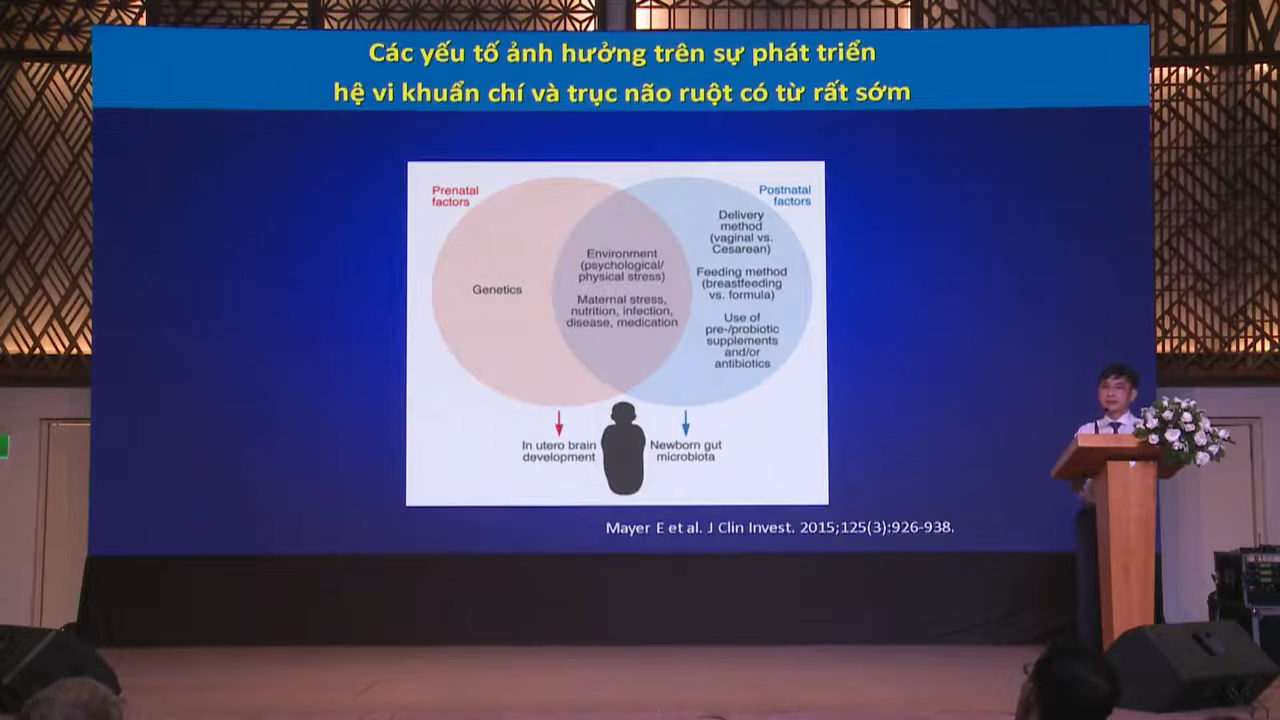 Các yếu tố ảnh hưởng trên sự phát triển
hệ vi khuẩn chí và trục não ruột có từ rất sớm
Prenatal
factors
Postnatal
factors
Genetics
Environment
(psychological/
physical stress)
Maternal stress,
nutrition, infection,
disease, medication
Delivery
method
(vaginal vs.
Cesarean)
Feeding method
(breastfeeding
vs. formula)
Use of
pre-/probiotic
supplements
and/or
antibiotics
In utero brain
development
Newborn gut
microbiota
Mayer E et al. J Clin Invest. 2015;125(3):926-938.